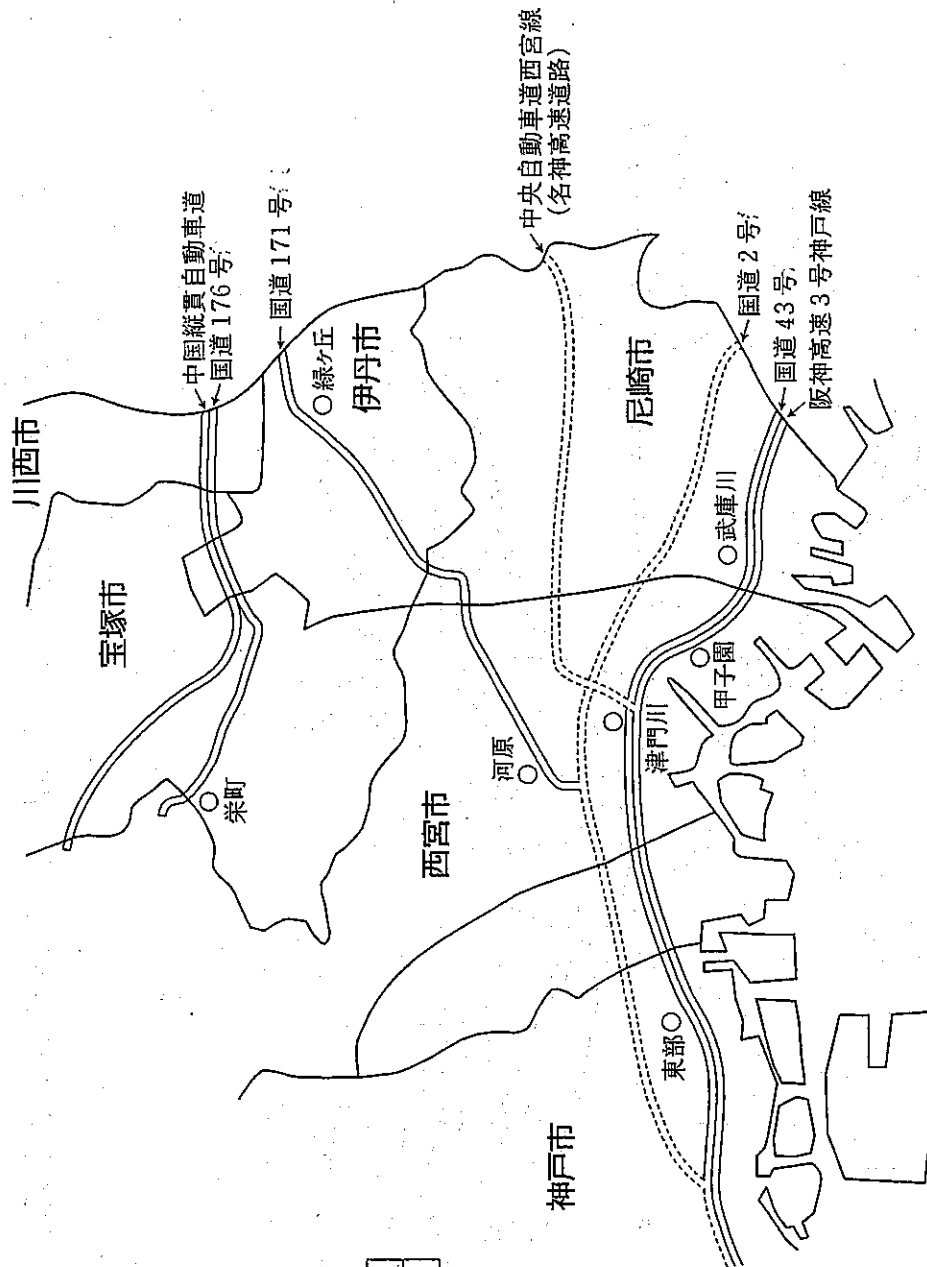 川西市
中国縦貫自動車道
国道176号
国道171号
緑ヶ丘
伊丹市
宝塚市
栄町
中央自動車道西宮線
(名神高速道路)
尼崎市
国道2号
国道43号
阪神高速3号神戸線
武庫川
甲子園
津門川
河原
西宮市
東部
神戸市